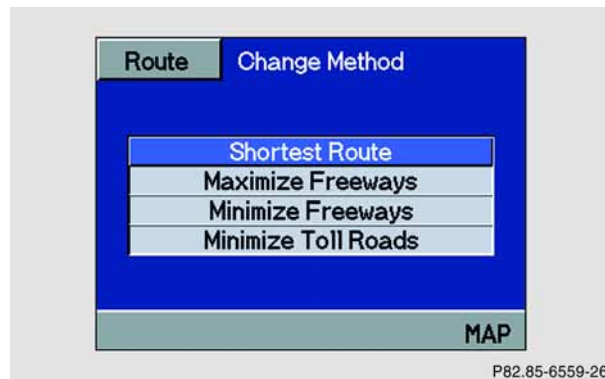 Route Change Method
Shortest Route
Maximize Freeways
Minimize Freeways
Minimize Toll Roads
MAP
P82.85-6559-26